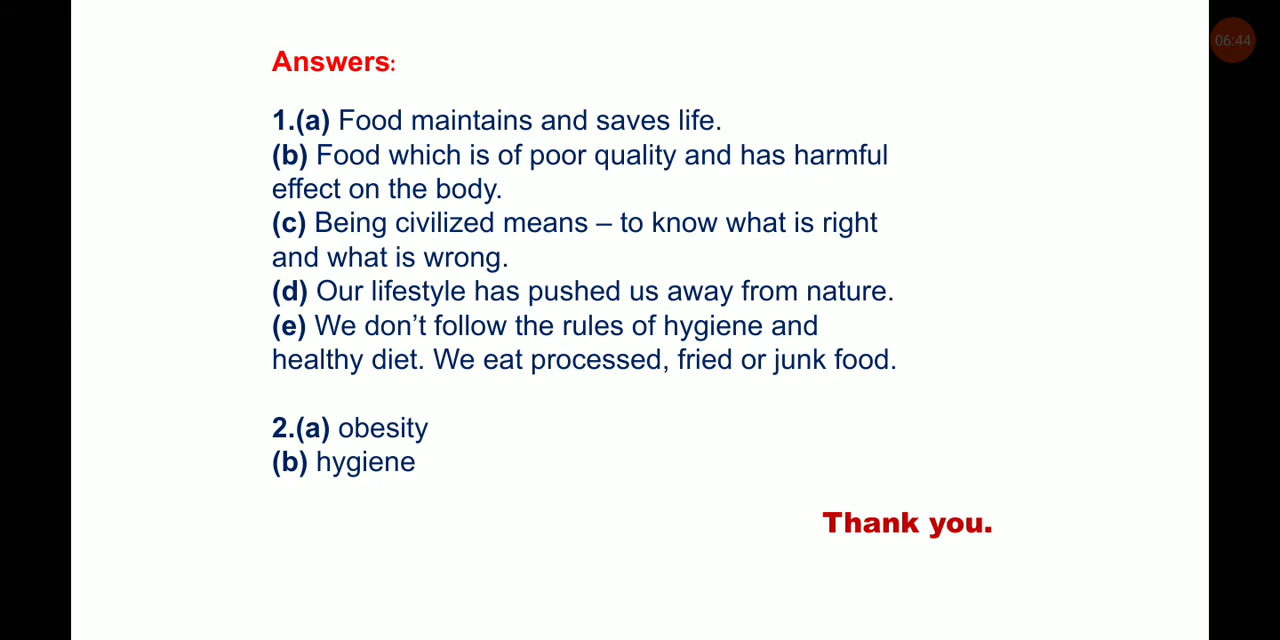 06:44
Answers:
1.(a) Food maintains and saves life.
(b) Food which is of poor quality and has harmful
effect on the body.
(c) Being civilized means – to know what is right
and what is wrong.
(d) Our lifestyle has pushed us away from nature.
(e) We don’t follow the rules of hygiene and
healthy diet. We eat processed, fried or junk food.
2.(a) obesity
(b) hygiene
Thank you.